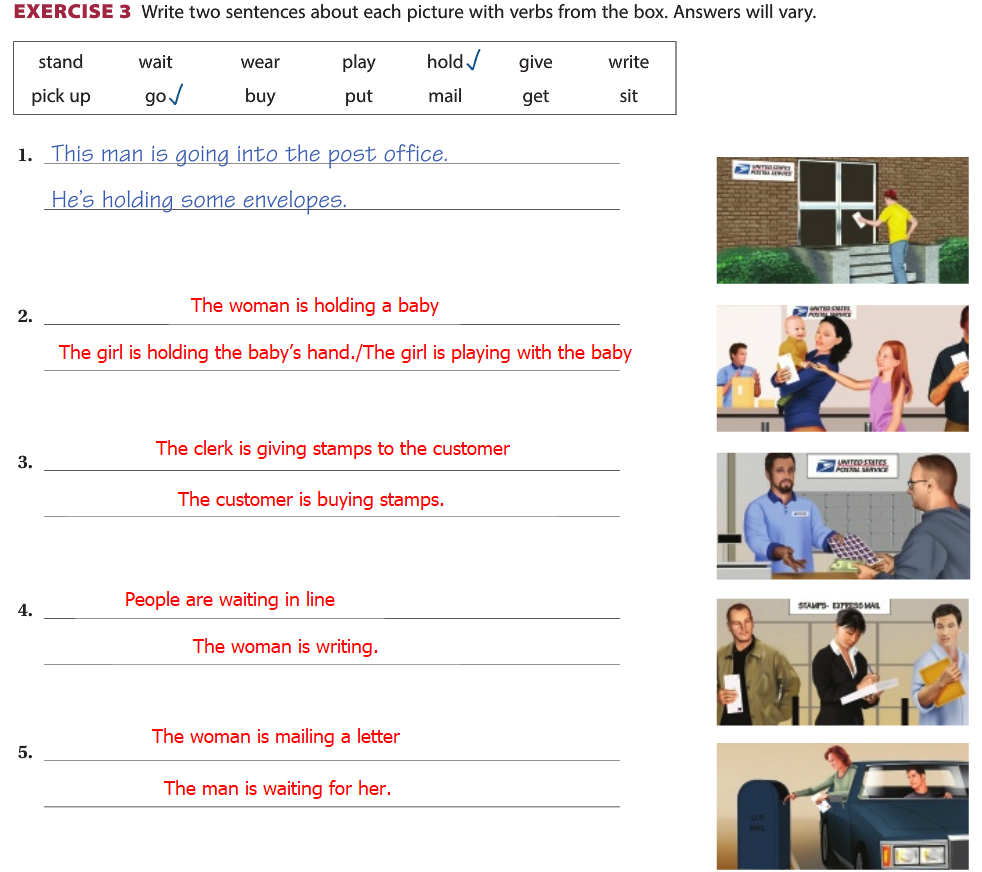 EXERCISE 3 Write two sentences about each picture with verbs from the box. Answers will vary.
stand wait wear play hold✓ give write
pick up go✓ buy put mail get sit
1. This man is going into the post office.
He's holding some envelopes.
UNITED STATES
POSTAL SERVICE
2. The woman is holding a baby
The girl is holding the baby's hand./The girl is playing with the baby
UNITED STATES
POSTAL SERVICE
3. The clerk is giving stamps to the customer
The customer is buying stamps.
UNITED STATES
POSTAL SERVICE
4. People are waiting in line
The woman is writing.
STAMPS- EXPRESS MAIL
5. The woman is mailing a letter
The man is waiting for her.
U.S
MAIL